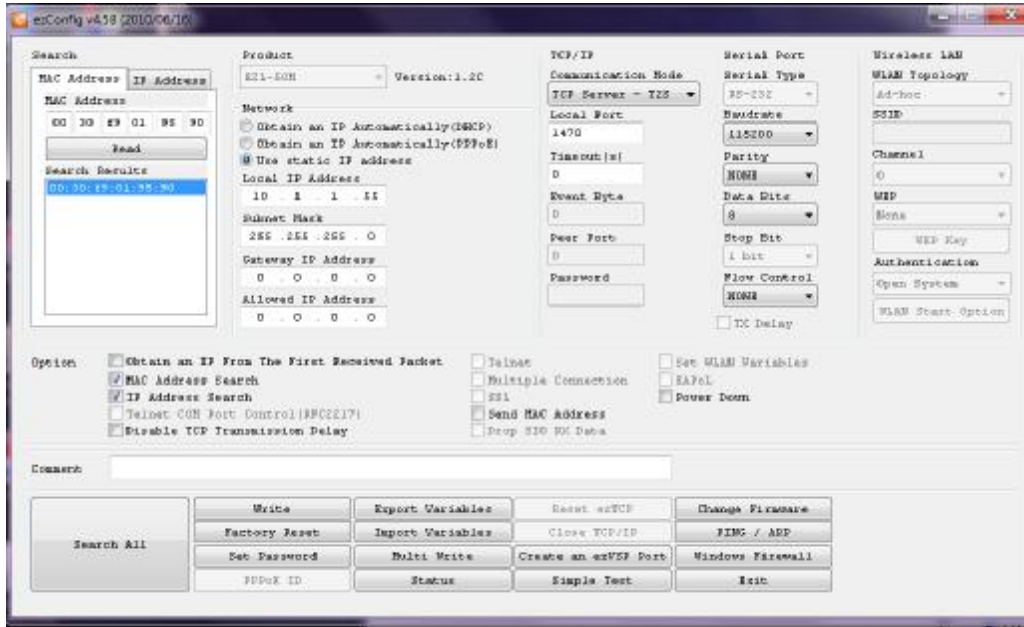 ezConfig v4.58 (2010/06/16)
Search
MAC Address
IP Address
MAC Address
00 30 f9 01 95 90
Read
Search Results
00:30:f9:01:95:90
Product
EZL-50M
Version:1.2C
Network
Obtain an IP Automatically(DHCP)
Obtain an IP Automatically(PPPoE)
Use static IP address
Local IP Address
10 . 1 . 1 .55
Subnet Mask
255 .255 .255 . 0
Gateway IP Address
0 . 0 . 0 . 0
Allowed IP Address
0 . 0 . 0 . 0
TCP/IP
Communication Mode
TCP Server - T2S
Local Port
1470
Timeout[s]
0
Event Byte
0
Peer Port
0
Password
Serial Port
Serial Type
RS-232
Baudrate
115200
Parity
NONE
Data Bits
8
Stop Bit
1 bit
Flow Control
NONE
TX Delay
Wireless LAN
WLAN Topology
Ad-hoc
SSID
Channel
0
WEP
None
WEP Key
Authentication
Open System
WLAN Start Option
Option
Obtain an IP From The First Received Packet
MAC Address Search
IP Address Search
Telnet COM Port Control(RFC2217)
Disable TCP Transmission Delay
Telnet
Multiple Connection
SSL
Send MAC Address
Drop SIO RX Data
Set WLAN Variables
EAPoL
Power Down
Comment
Search All
Write
Export Variables
Reset ezTCP
Change Firmware
Factory Reset
Import Variables
Close TCP/IP
PING / ARP
Set Password
Multi Write
Create an ezVSP Port
Windows Firewall
PPPoE ID
Status
Simple Test
Exit